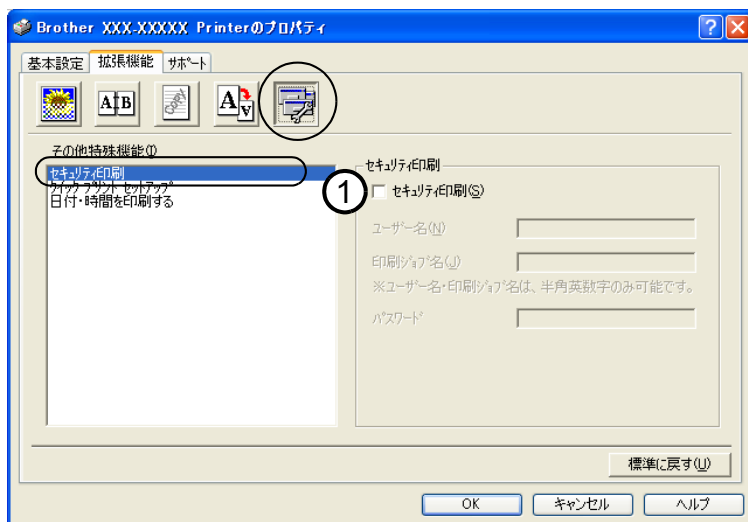 Brother XXX-XXXXX Printerのプロパティ
基本設定 拡張機能 サポート
A B
Copy
A A
その他特殊機能(I)
セキュリティ印刷
クイック プリント セットアップ
日付・時間を印刷する
セキュリティ印刷
1
セキュリティ印刷(S)
ユーザー名(N)
印刷ジョブ名(J)
※ユーザー名・印刷ジョブ名は、半角英数字のみ可能です。
パスワード
標準に戻す(U)
OK キャンセル ヘルプ